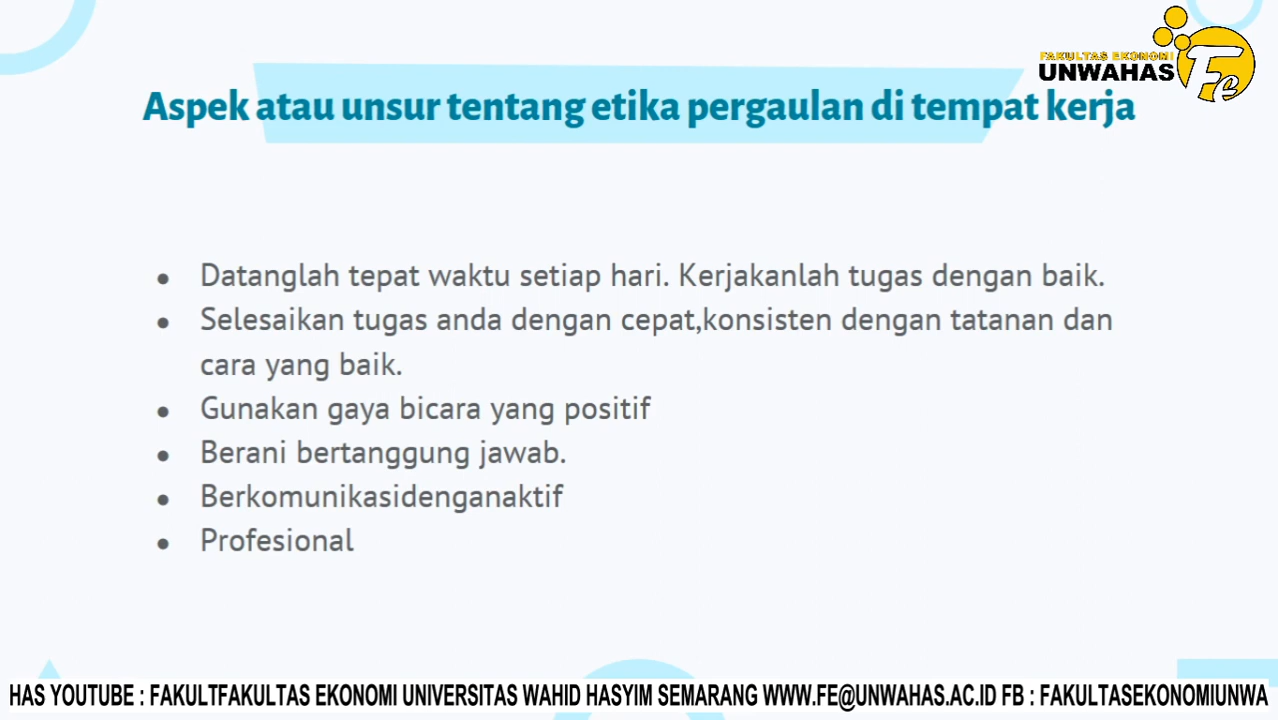 FAKULTAS EKONOMI
UNWAHAS
Fe
Aspek atau unsur tentang etika pergaulan di tempat kerja
• Datanglah tepat waktu setiap hari. Kerjakanlah tugas dengan baik.
• Selesaikan tugas anda dengan cepat,konsisten dengan tatanan dan
cara yang baik.
• Gunakan gaya bicara yang positif
• Berani bertanggung jawab.
• Berkomunikasidenganaktif
• Profesional
HAS YOUTUBE : FAKULTFAKULTAS EKONOMI UNIVERSITAS WAHID HASYIM SEMARANG WWW.FE@UNWAHAS.AC.ID FB : FAKULTASEKONOMIUNWA